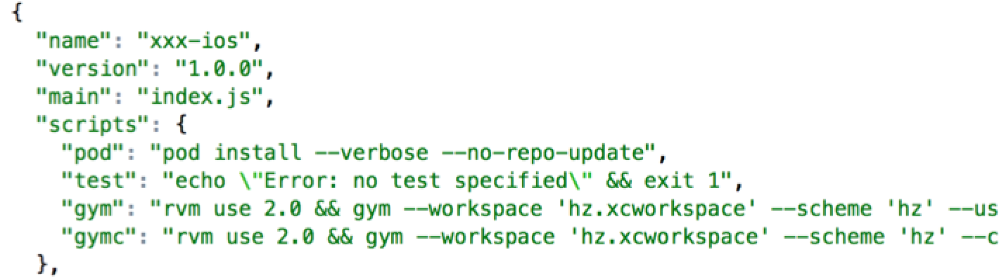 {
  "name": "xxx-ios",
  "version": "1.0.0",
  "main": "index.js",
  "scripts": {
    "pod": "pod install --verbose --no-repo-update",
    "test": "echo \"Error: no test specified\" && exit 1",
    "gym": "rvm use 2.0 && gym --workspace 'hz.xcworkspace' --scheme 'hz' --us
    "gymc": "rvm use 2.0 && gym --workspace 'hz.xcworkspace' --scheme 'hz' --c
  },